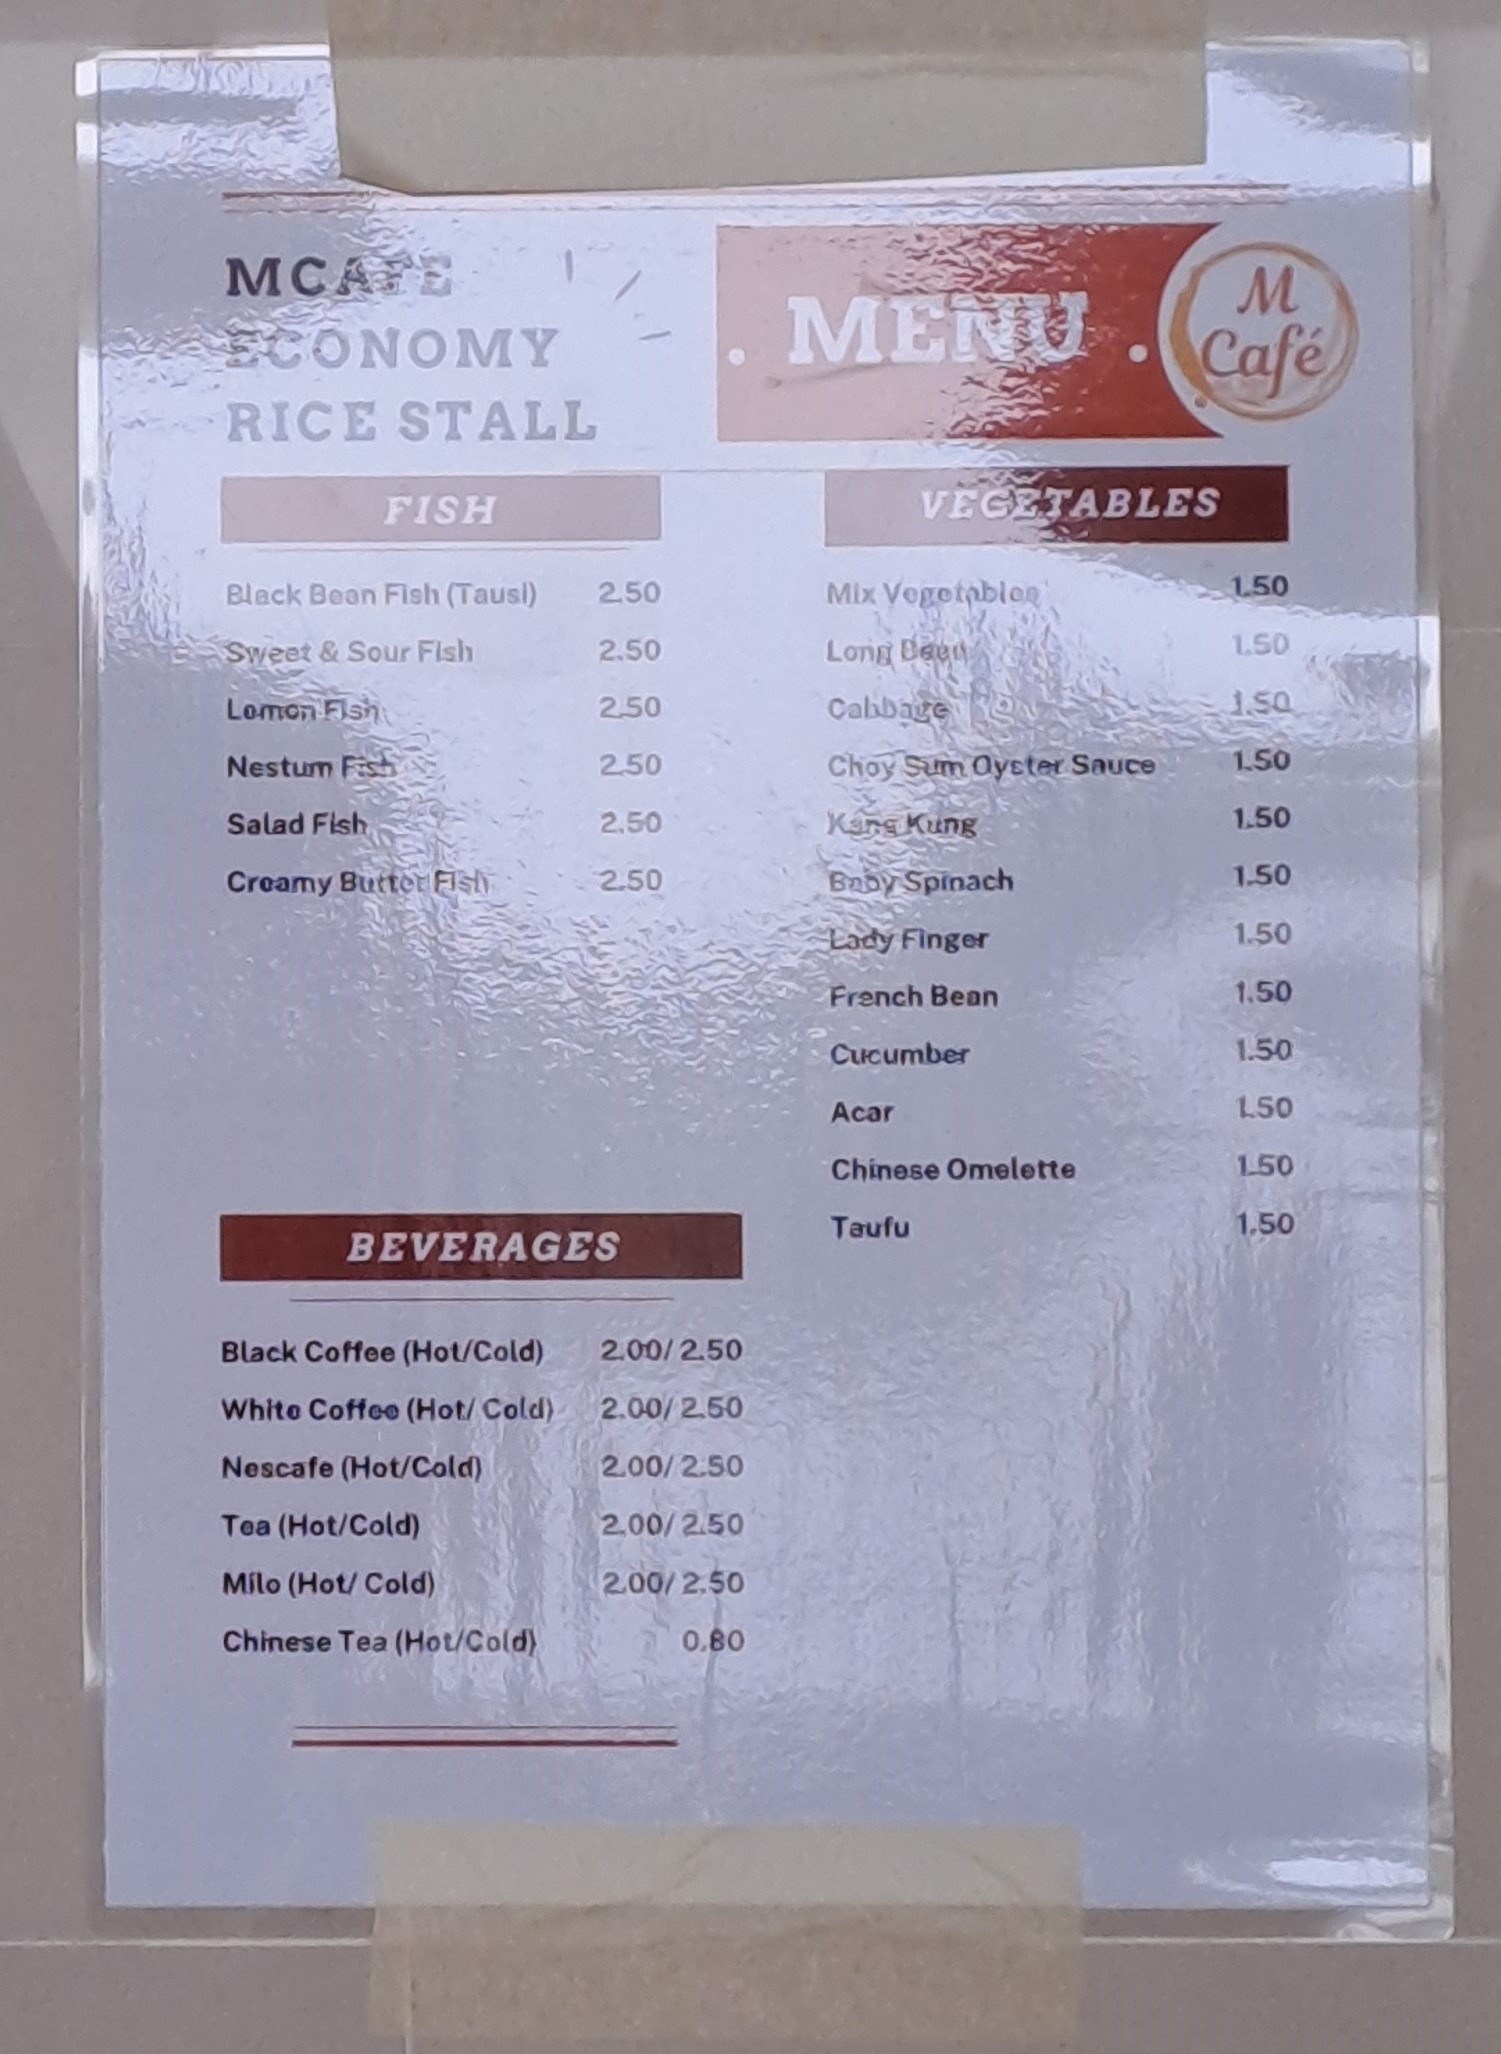 MCAFE
ECONOMY
RICE STALL
. MENU .
M
Café
FISH
Black Bean Fish (Tausi) 2.50
Sweet & Sour Fish 2.50
Lemon Fish 2.50
Nestum Fish 2.50
Salad Fish 2.50
Creamy Butter Fish 2.50
VEGETABLES
Mix Vegetables 1.50
Long Bean 1.50
Cabbage 1.50
Choy Sum Oyster Sauce 1.50
Kang Kung 1.50
Baby Spinach 1.50
Lady Finger 1.50
French Bean 1.50
Cucumber 1.50
Acar 1.50
Chinese Omelette 1.50
Taufu 1.50
BEVERAGES
Black Coffee (Hot/Cold) 2.00/ 2.50
White Coffee (Hot/ Cold) 2.00/ 2.50
Nescafe (Hot/Cold) 2.00/ 2.50
Tea (Hot/Cold) 2.00/ 2.50
Milo (Hot/ Cold) 2.00/ 2.50
Chinese Tea (Hot/Cold) 0.80